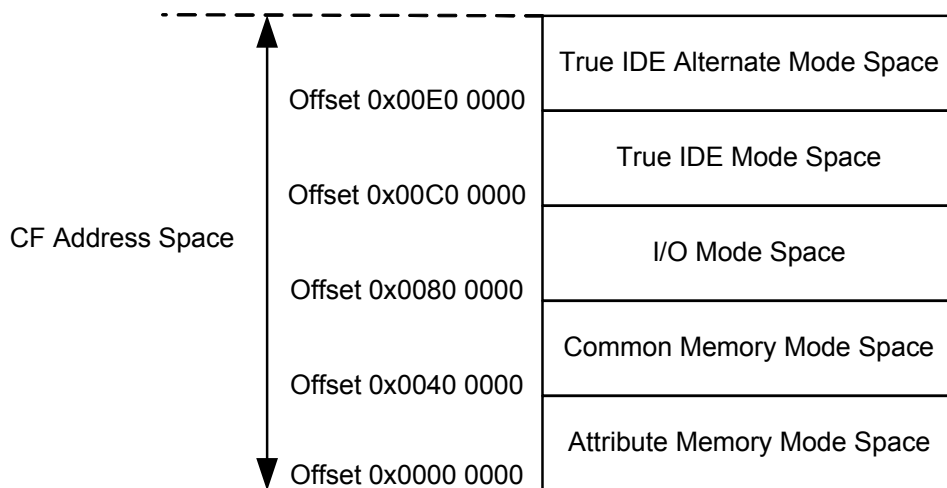 True IDE Alternate Mode Space
Offset 0x00E0 0000
True IDE Mode Space
Offset 0x00C0 0000
CF Address Space
I/O Mode Space
Offset 0x0080 0000
Common Memory Mode Space
Offset 0x0040 0000
Attribute Memory Mode Space
Offset 0x0000 0000